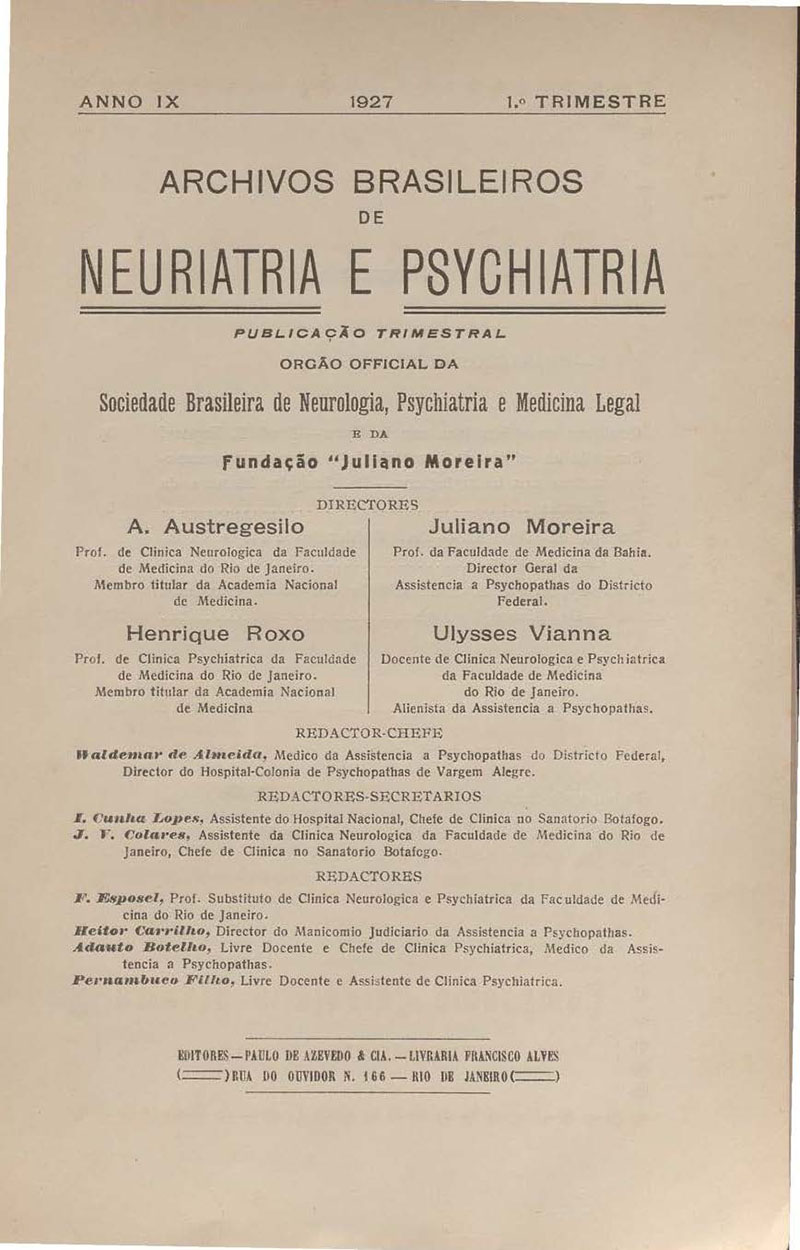 ANNO IX 1927 1.º TRIMESTRE
ARCHIVOS BRASILEIROS
DE
NEURIATRIA E PSYCHIATRIA
PUBLICAÇÃO TRIMESTRAL
ORGÃO OFFICIAL DA
Sociedade Brasileira de Neurologia, Psychiatria e Medicina Legal
E DA
Fundação "Juliano Moreira"
DIRECTORES
A. Austregesilo
Prof. de Clinica Neurologica da Faculdade
de Medicina do Rio de Janeiro.
Membro titular da Academia Nacional
de Medicina.
Juliano Moreira
Prof. da Faculdade de Medicina da Bahia.
Director Geral da
Assistencia a Psychopathas do Districto
Federal.
Henrique Roxo
Prof. de Clinica Psychiatrica da Faculdade
de Medicina do Rio de Janeiro.
Membro titular da Academia Nacional
de Medicina
Ulysses Vianna
Docente de Clinica Neurologica e Psychiatrica
da Faculdade de Medicina
do Rio de Janeiro.
Alienista da Assistencia a Psychopathas.
REDACTOR-CHEFE
Waldemar de Almeida, Medico da Assistencia a Psychopathas do Districto Federal,
Director do Hospital-Colonia de Psychopathas de Vargem Alegre.
REDACTORES-SECRETARIOS
I. Cunha Lopes, Assistente do Hospital Nacional, Chefe de Clinica no Sanatorio Botafogo.
J. V. Colares, Assistente da Clinica Neurologica da Faculdade de Medicina do Rio de
Janeiro, Chefe de Clinica no Sanatorio Botafogo.
REDACTORES
F. Esposel, Prof. Substituto de Clinica Neurologica e Psychiatrica da Faculdade de Medi-
cina do Rio de Janeiro.
Heitor Carrilho, Director do Manicomio Judiciario da Assistencia a Psychopathas.
Adauto Botelho, Livre Docente e Chefe de Clinica Psychiatrica, Medico da Assis-
tencia a Psychopathas.
Pernambuco Filho, Livre Docente e Assistente de Clinica Psychiatrica.
EDITORES — PAULO DE AZEVEDO & CIA. — LIVRARIA FRANCISCO ALVES
RUA DO OUVIDOR N. 166 — RIO DE JANEIRO